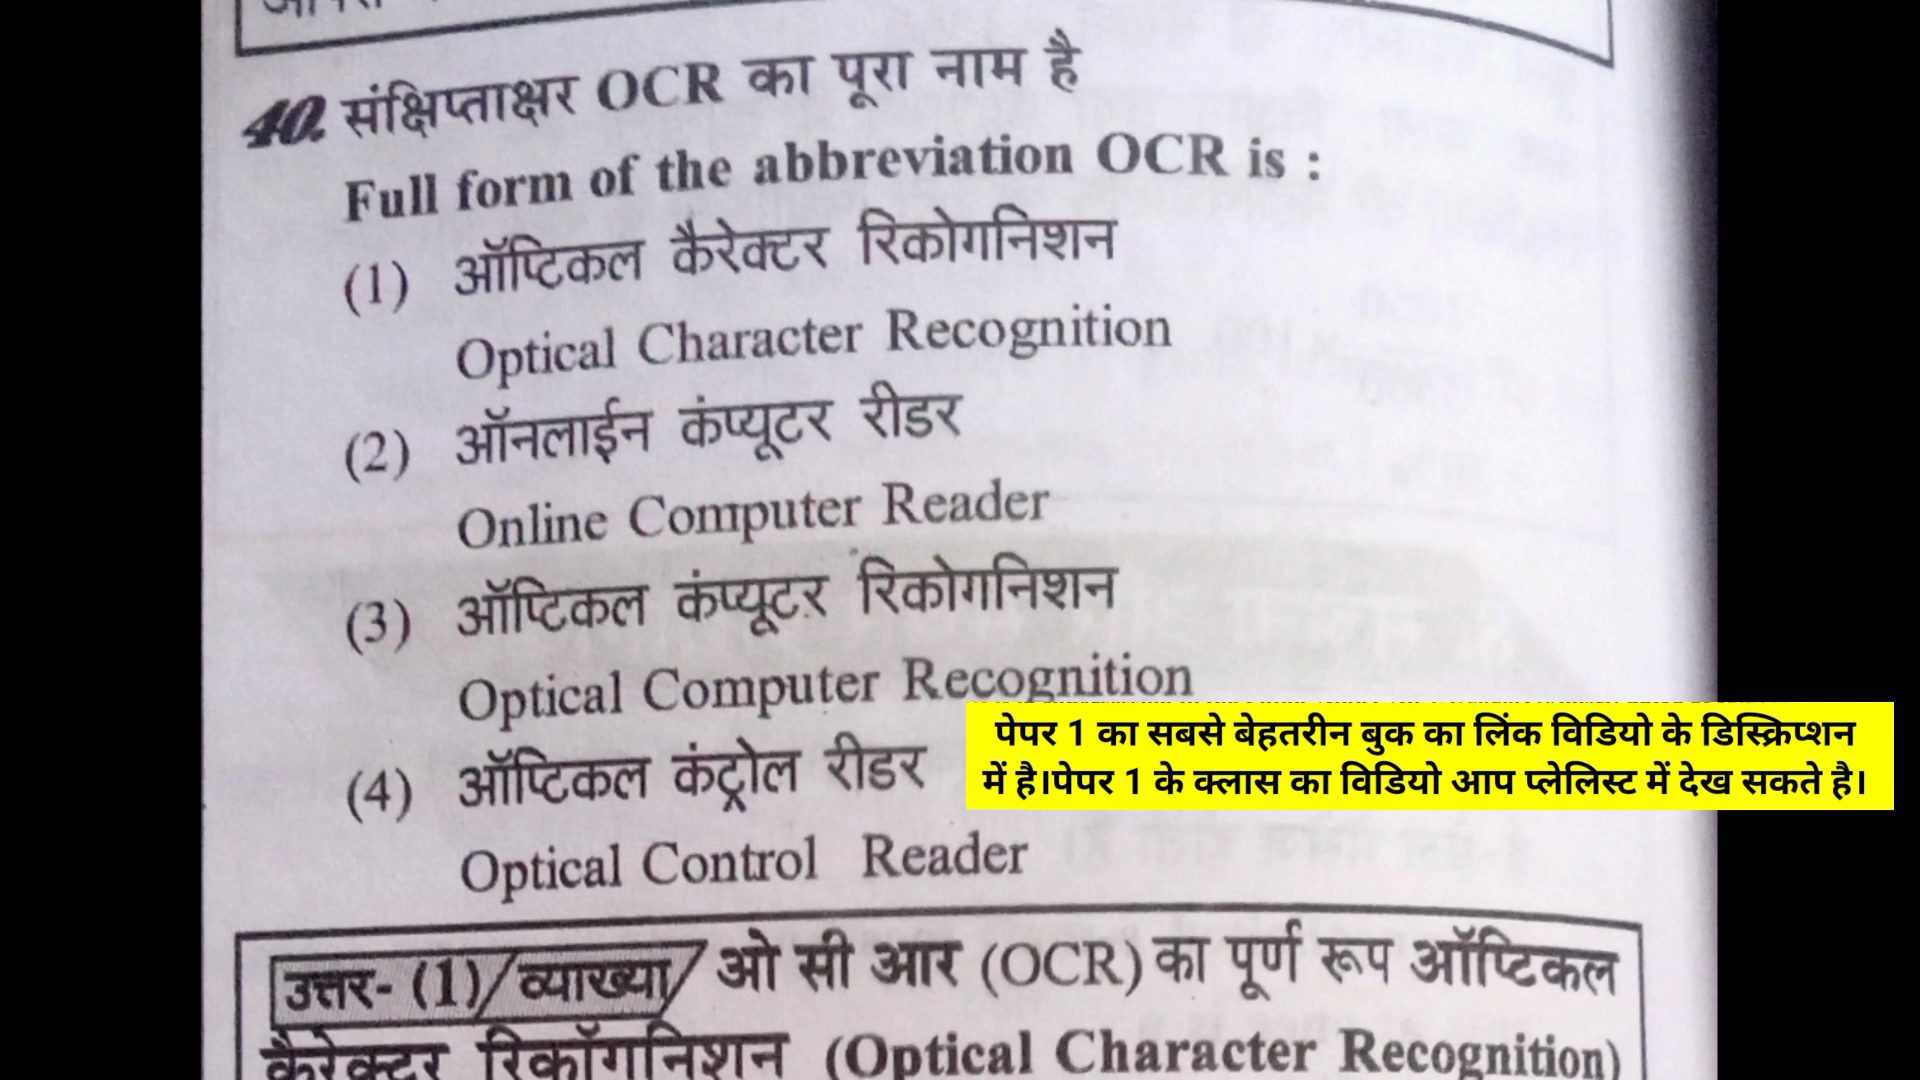 40. संक्षिप्ताक्षर OCR का पूरा नाम है
Full form of the abbreviation OCR is :
(1) ऑप्टिकल कैरेक्टर रिकोगनिशन
Optical Character Recognition
(2) ऑनलाईन कंप्यूटर रीडर
Online Computer Reader
(3) ऑप्टिकल कंप्यूटर रिकोगनिशन
Optical Computer Recognition
पेपर 1 का सबसे बेहतरीन बुक का लिंक विडियो के डिस्क्रिप्शन
में है।पेपर 1 के क्लास का विडियो आप प्लेलिस्ट में देख सकते है।
(4) ऑप्टिकल कंट्रोल रीडर
Optical Control Reader
उत्तर- (1)/व्याख्या/ ओ सी आर (OCR) का पूर्ण रूप ऑप्टिकल
कैरेक्टर रिकॉगनिशन (Optical Character Recognition)